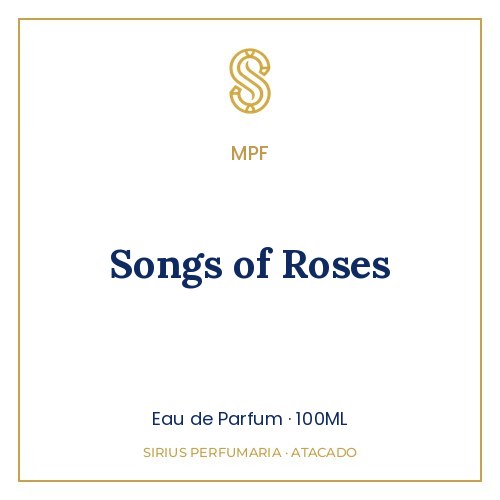 MPF
Songs of Roses
Eau de Parfum · 100ML
SIRIUS PERFUMARIA · ATACADO